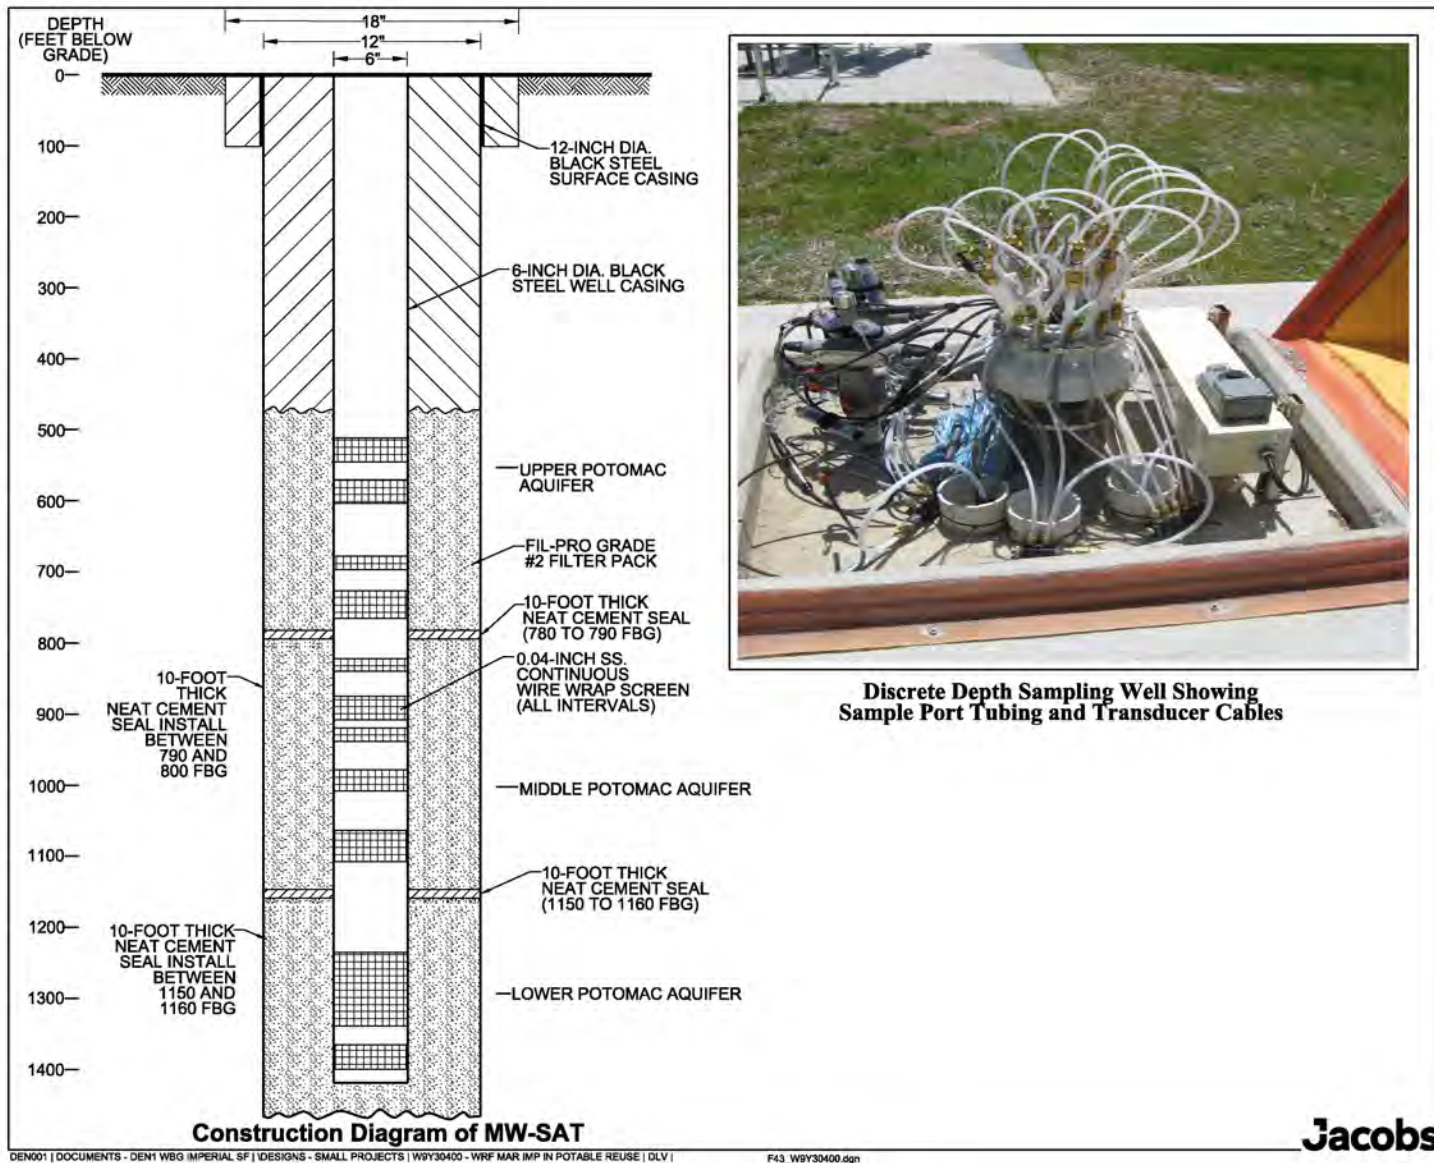 DEPTH
(FEET BELOW
GRADE)
18"
12"
6"
0
100
200
300
400
500
600
700
800
900
1000
1100
1200
1300
1400
12-INCH DIA.
BLACK STEEL
SURFACE CASING
6-INCH DIA. BLACK
STEEL WELL CASING
UPPER POTOMAC
AQUIFER
FIL-PRO GRADE
#2 FILTER PACK
10-FOOT THICK
NEAT CEMENT SEAL
(780 TO 790 FBG)
0.04-INCH SS.
CONTINUOUS
WIRE WRAP SCREEN
(ALL INTERVALS)
10-FOOT
THICK
NEAT CEMENT
SEAL INSTALL
BETWEEN
790 AND
800 FBG
MIDDLE POTOMAC AQUIFER
10-FOOT THICK
NEAT CEMENT SEAL
(1150 TO 1160 FBG)
10-FOOT THICK
NEAT CEMENT
SEAL INSTALL
BETWEEN
1150 AND
1160 FBG
LOWER POTOMAC AQUIFER
Construction Diagram of MW-SAT
Discrete Depth Sampling Well Showing
Sample Port Tubing and Transducer Cables
Jacobs
DEN001 | DOCUMENTS - DEN1 WBG IMPERIAL SF | \DESIGNS - SMALL PROJECTS | W9Y30400 - WRF MAR IMP IN POTABLE REUSE | DLV |
F43_W9Y30400.dgn